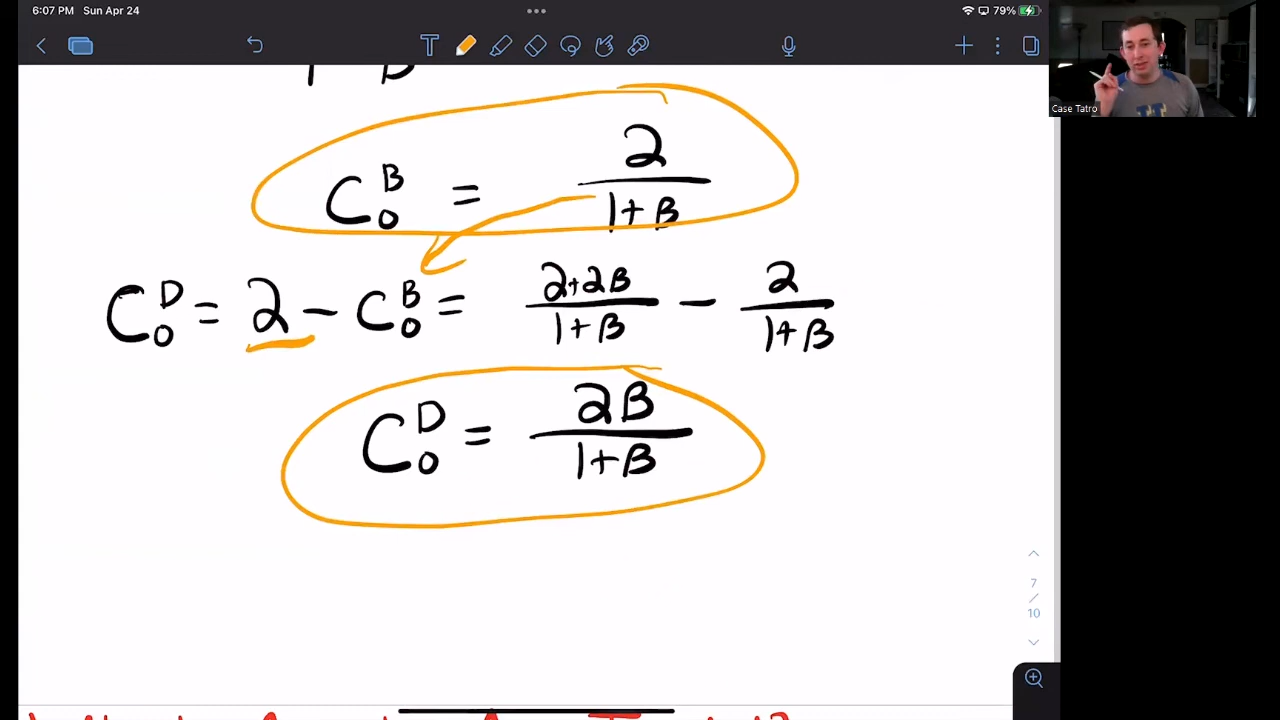 6:07 PM Sun Apr 24
79%
Case Tatro
C₀ᴮ = 2/(1+β)
C₀ᴰ = 2 − C₀ᴮ = (2+2β)/(1+β) − 2/(1+β)
C₀ᴰ = 2β/(1+β)
7
/
10